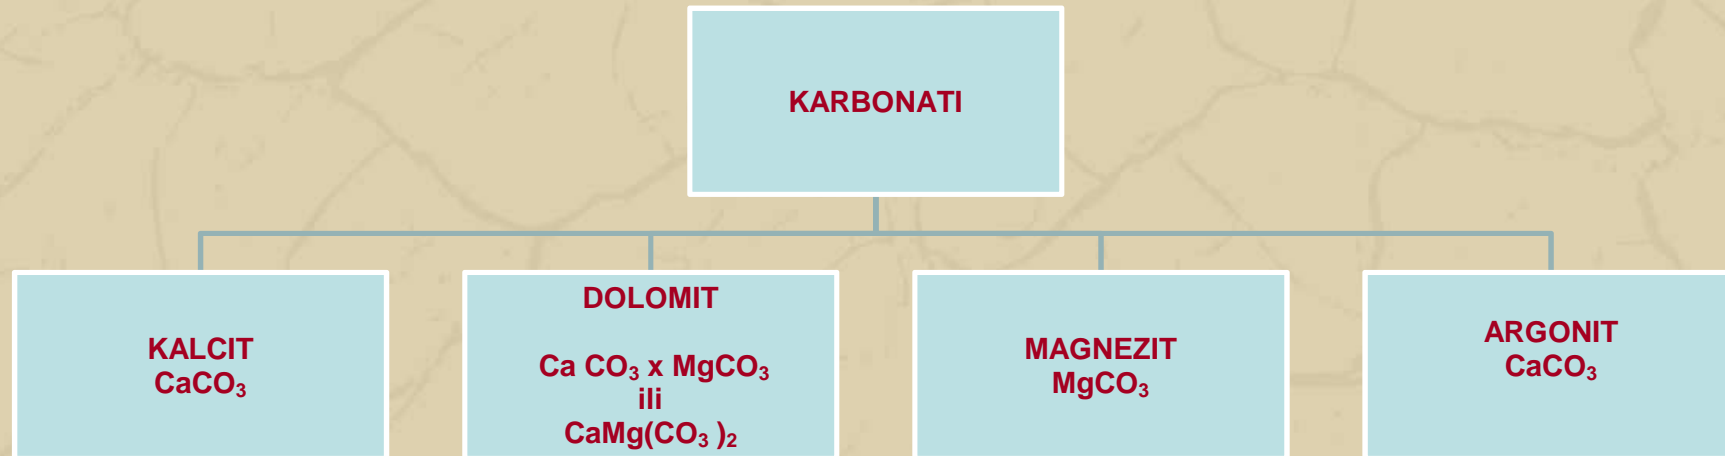 KARBONATI
KALCIT
CaCO₃
DOLOMIT
Ca CO₃ x MgCO₃
ili
CaMg(CO₃ )₂
MAGNEZIT
MgCO₃
ARGONIT
CaCO₃